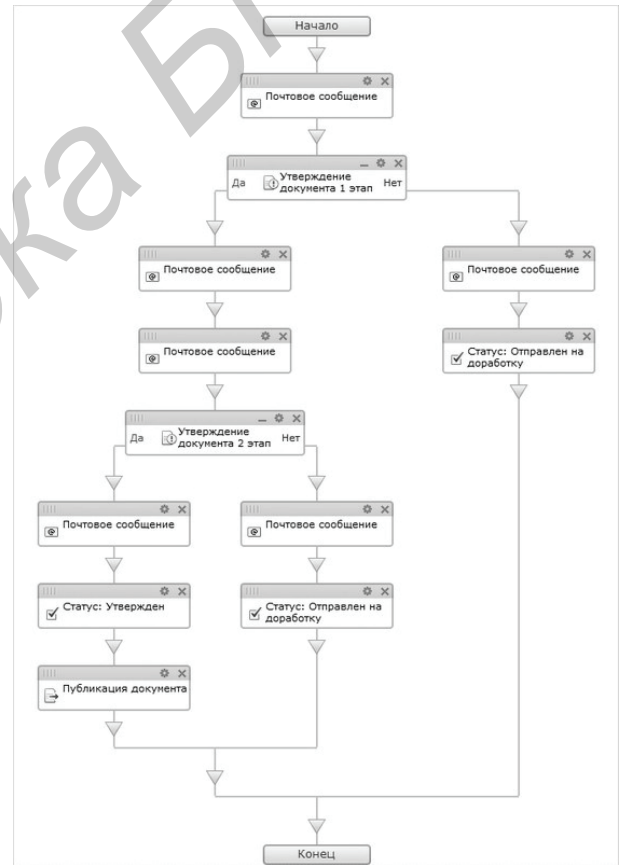 Начало
Почтовое сообщение
Да
Утверждение
документа 1 этап
Нет
Почтовое сообщение
Почтовое сообщение
Почтовое сообщение
Статус: Отправлен на
доработку
Да
Утверждение
документа 2 этап
Нет
Почтовое сообщение
Почтовое сообщение
Статус: Утвержден
Статус: Отправлен на
доработку
Публикация документа
Конец